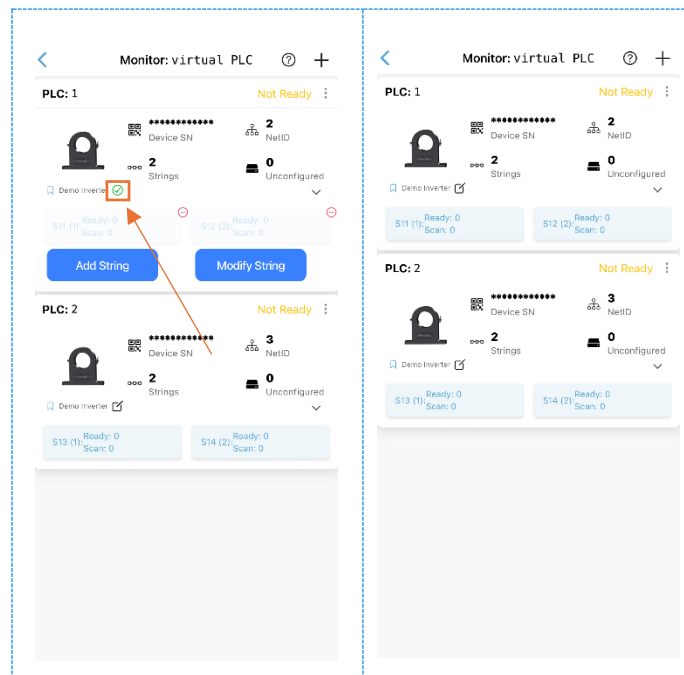 Monitor: virtual PLC
PLC: 1
Not Ready
************
Device SN
2
NetID
2
Strings
0
Unconfigured
Demo Inverter
S11 (1): Ready: 0
Scan: 0
S12 (2): Ready: 0
Scan: 0
Add String
Modify String
PLC: 2
Not Ready
************
Device SN
3
NetID
2
Strings
0
Unconfigured
Demo Inverter
S13 (1): Ready: 0
Scan: 0
S14 (2): Ready: 0
Scan: 0
Monitor: virtual PLC
PLC: 1
Not Ready
************
Device SN
2
NetID
2
Strings
0
Unconfigured
Demo Inverter
S11 (1): Ready: 0
Scan: 0
S12 (2): Ready: 0
Scan: 0
PLC: 2
Not Ready
************
Device SN
3
NetID
2
Strings
0
Unconfigured
Demo Inverter
S13 (1): Ready: 0
Scan: 0
S14 (2): Ready: 0
Scan: 0